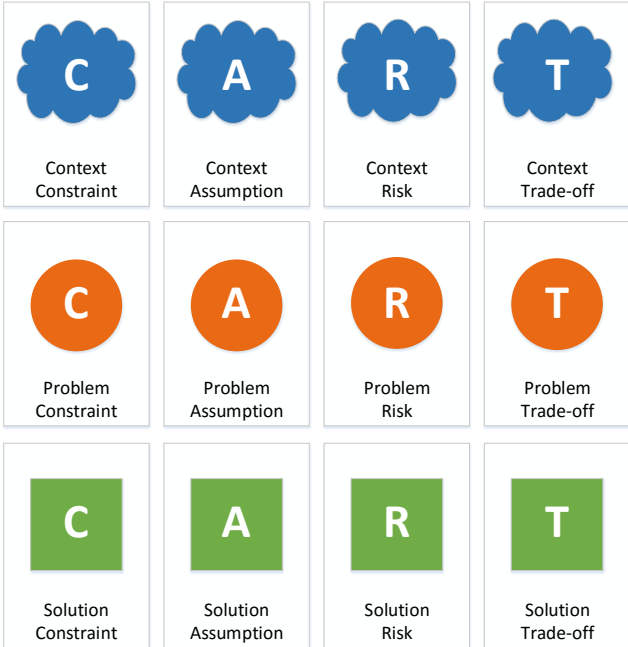 C A R T
Context Context Context Context
Constraint Assumption Risk Trade-off
C A R T
Problem Problem Problem Problem
Constraint Assumption Risk Trade-off
C A R T
Solution Solution Solution Solution
Constraint Assumption Risk Trade-off